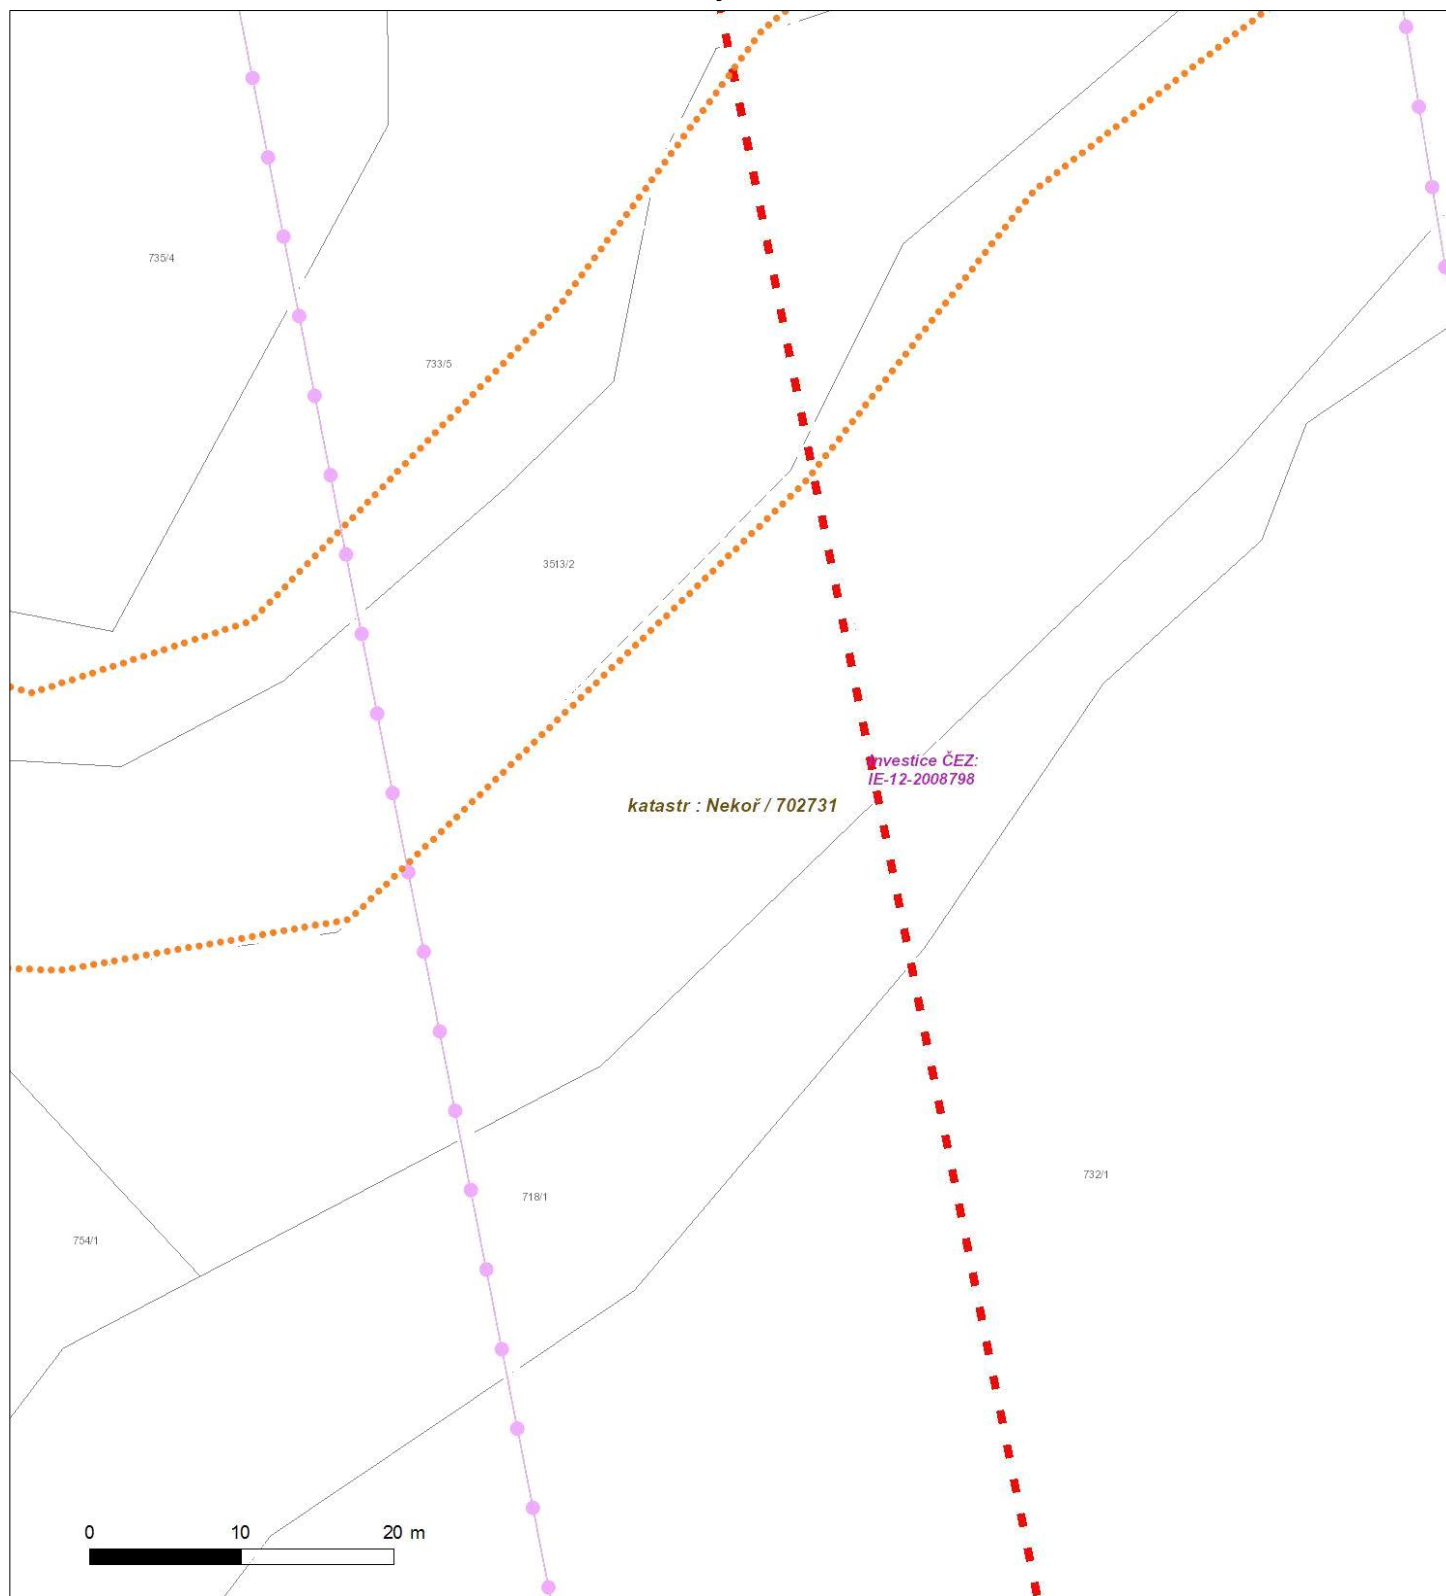 735/4
733/5
3513/2
Investice ČEZ:
IE-12-2008798
katastr : Nekoř / 702731
732/1
718/1
754/1
0 10 20 m